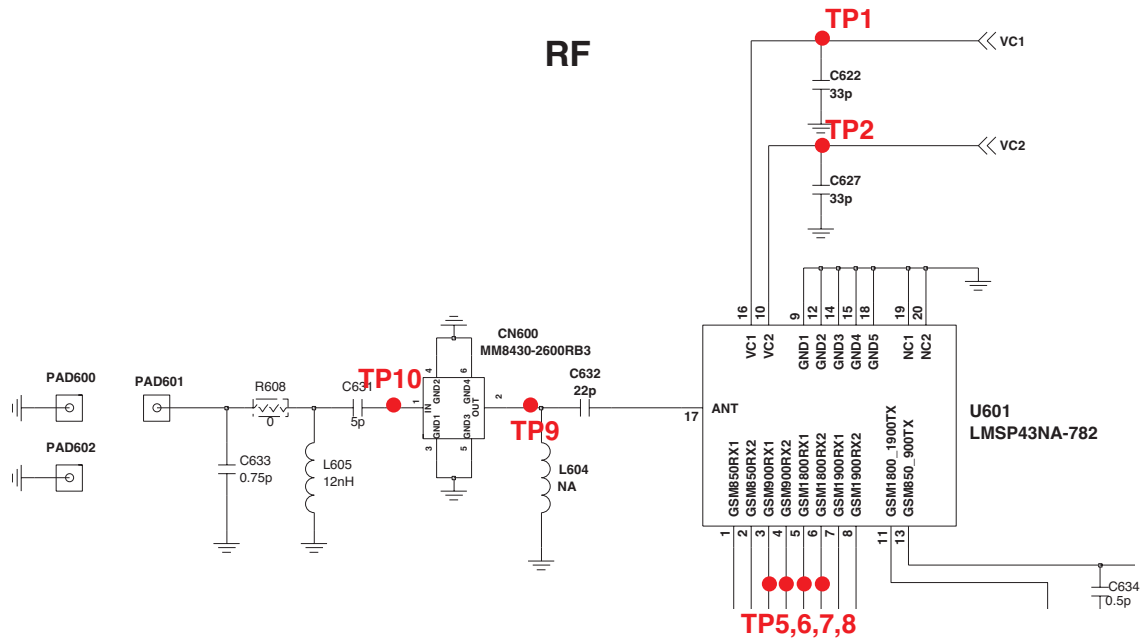 RF
TP1
VC1
C622
33p
TP2
VC2
C627
33p
16
10
9
12
14
15
18
19
20
VC1
VC2
GND1
GND2
GND3
GND4
GND5
NC1
NC2
CN600
MM8430-2600RB3
4
6
GND2
GND4
1
IN
OUT
2
GND1
GND3
3
5
PAD600
PAD601
PAD602
R608
0
C631
5p
TP10
TP9
C632
22p
C633
0.75p
L605
12nH
L604
NA
17
ANT
U601
LMSP43NA-782
GSM850RX1
GSM850RX2
GSM900RX1
GSM900RX2
GSM1800RX1
GSM1800RX2
GSM1900RX1
GSM1900RX2
GSM1800_1900TX
GSM850_900TX
1
2
3
4
5
6
7
8
11
13
C634
0.5p
TP5,6,7,8